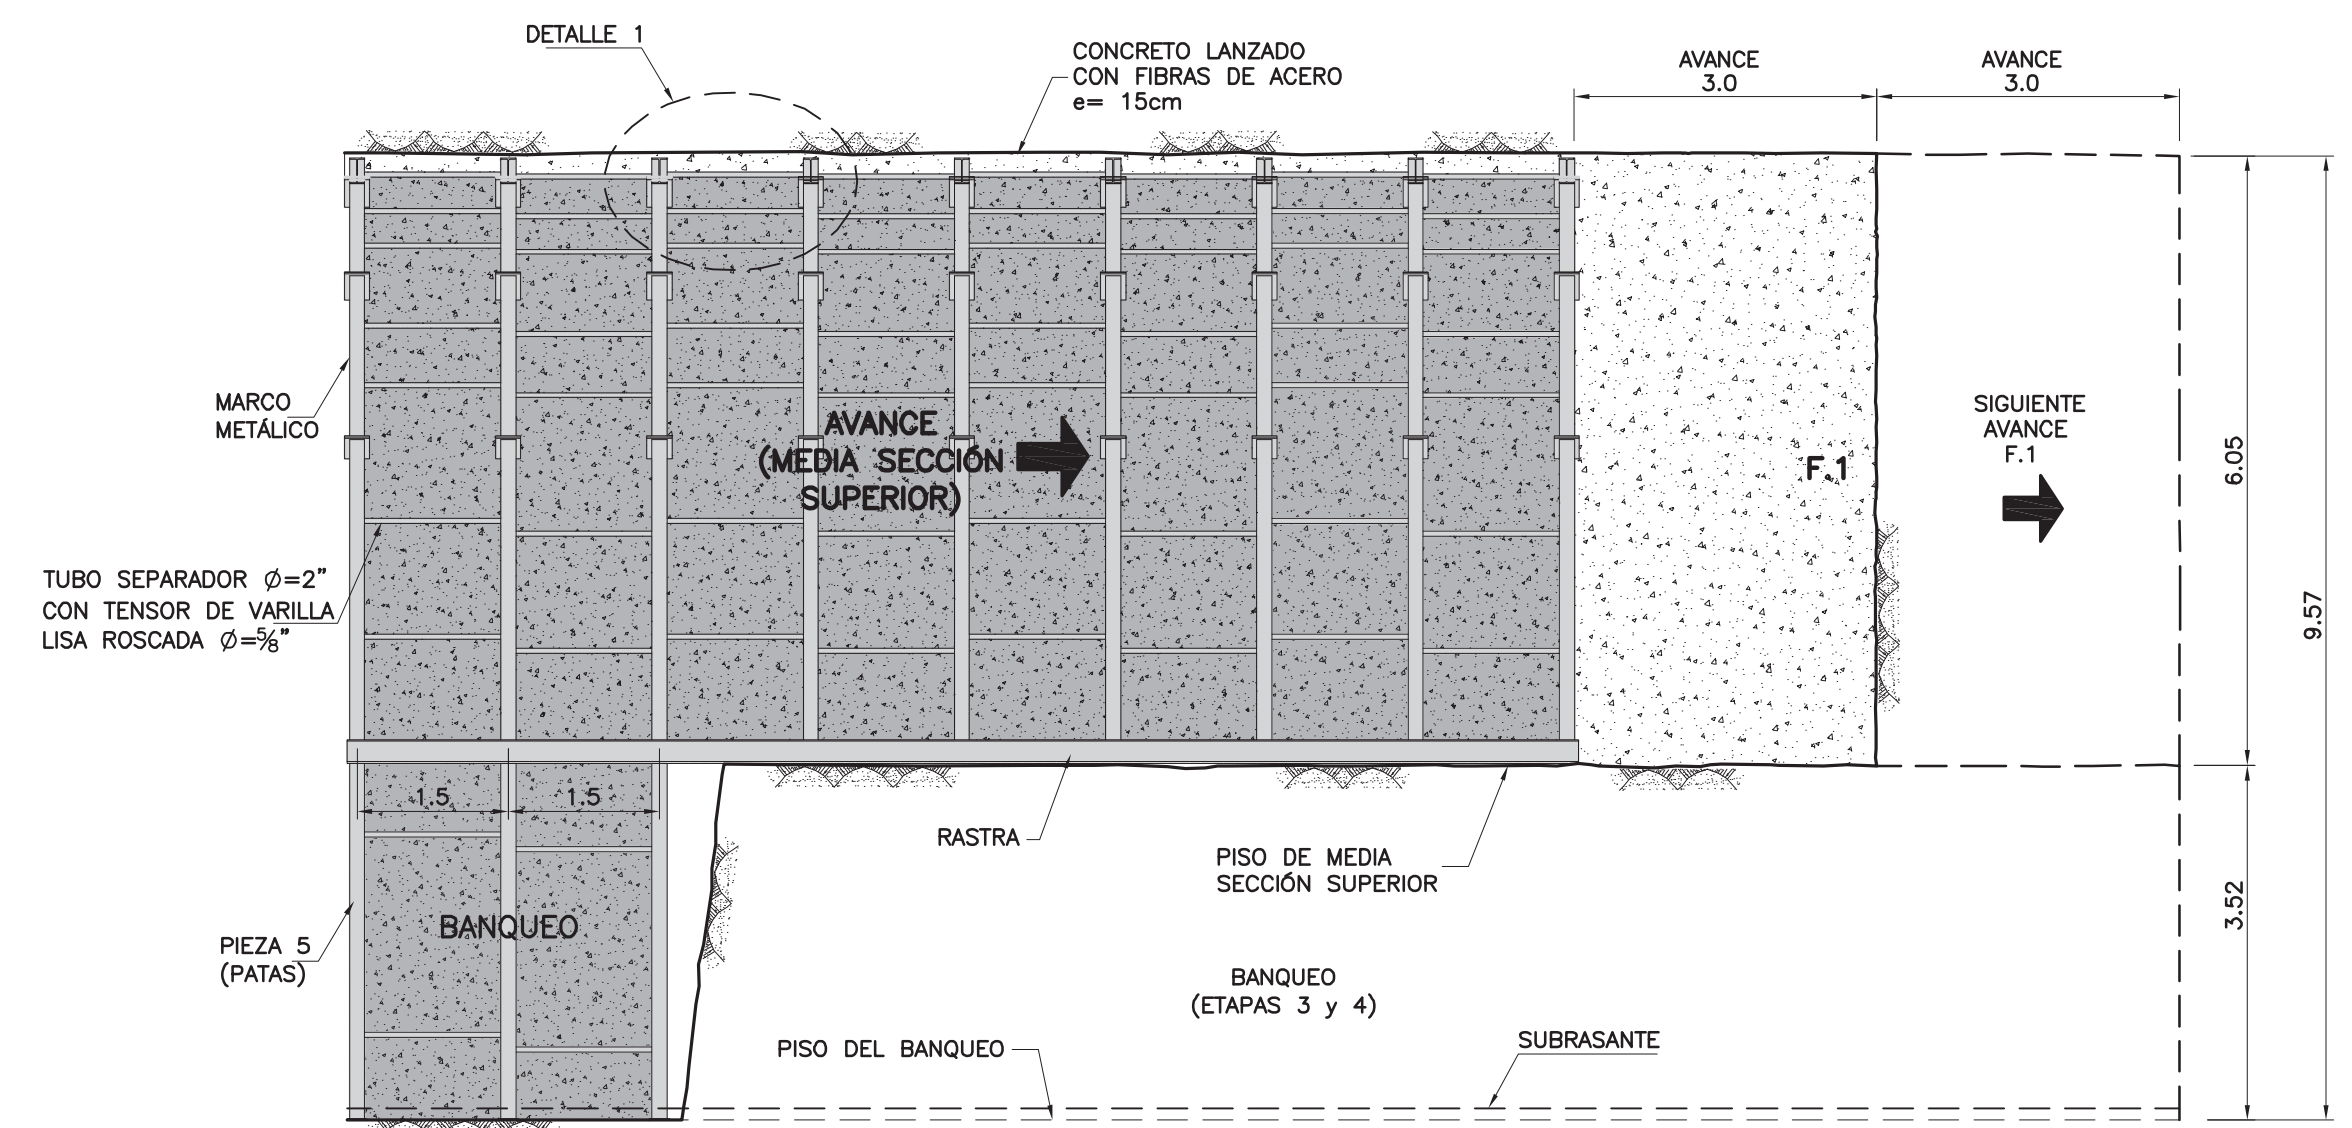 DETALLE 1
CONCRETO LANZADO
CON FIBRAS DE ACERO
e= 15cm
AVANCE
3.0
AVANCE
3.0
MARCO
METÁLICO
AVANCE
(MEDIA SECCIÓN
SUPERIOR)
F.1
SIGUIENTE
AVANCE
F.1
6.05
9.57
TUBO SEPARADOR Ø=2"
CON TENSOR DE VARILLA
LISA ROSCADA Ø=5/8"
1.5
1.5
RASTRA
PISO DE MEDIA
SECCIÓN SUPERIOR
3.52
BANQUEO
PIEZA 5
(PATAS)
BANQUEO
(ETAPAS 3 y 4)
PISO DEL BANQUEO
SUBRASANTE